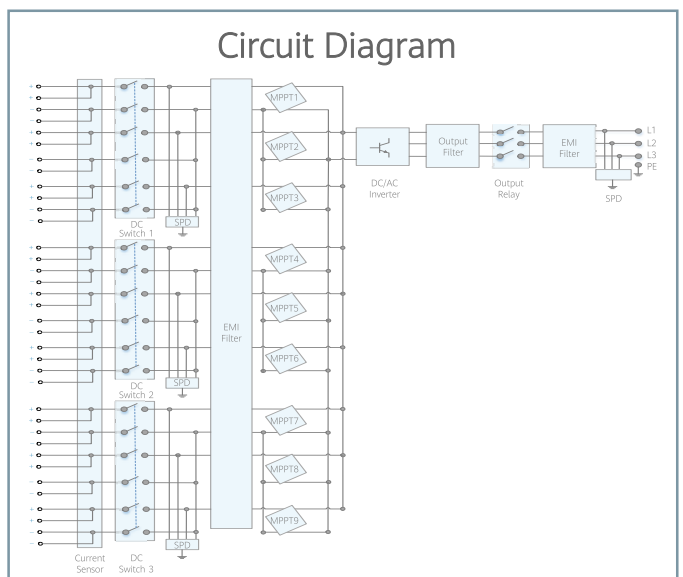 Circuit Diagram
MPPT1
MPPT2
MPPT3
SPD
DC
Switch 1
DC/AC
Inverter
Output
Filter
Output
Relay
EMI
Filter
L1
L2
L3
PE
SPD
MPPT4
MPPT5
MPPT6
EMI
Filter
SPD
DC
Switch 2
MPPT7
MPPT8
MPPT9
SPD
Current
Sensor
DC
Switch 3